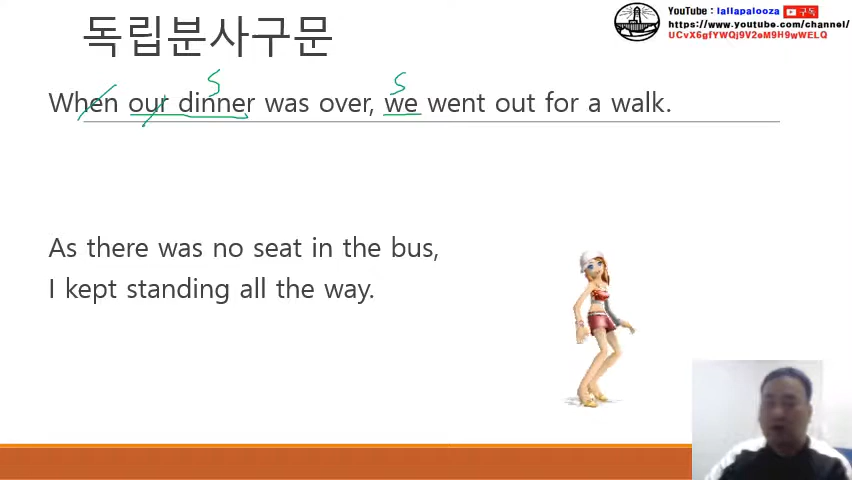 독립분사구문
YouTube : lallapalooza 구독
https://www.youtube.com/channel/
UCvX6gfYWQj9V2eM9H9wWELQ
S S
When our dinner was over, we went out for a walk.
As there was no seat in the bus,
I kept standing all the way.